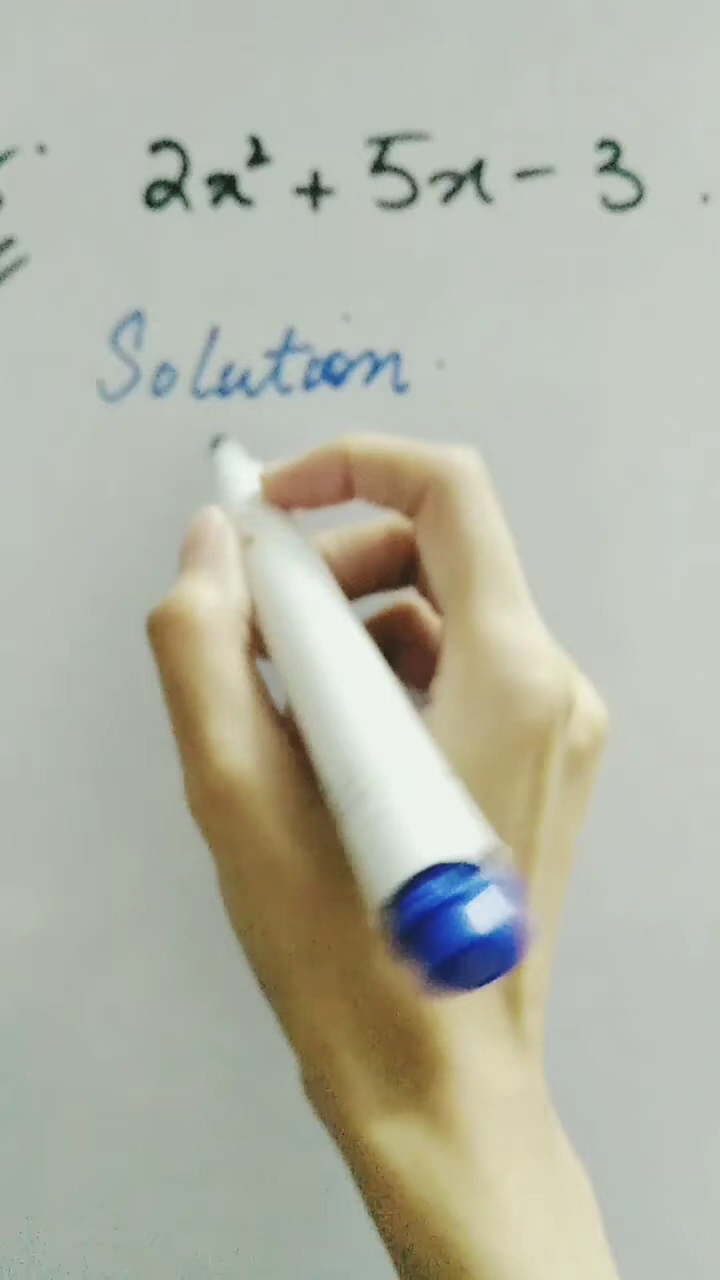 2x² + 5x - 3 .
Solution